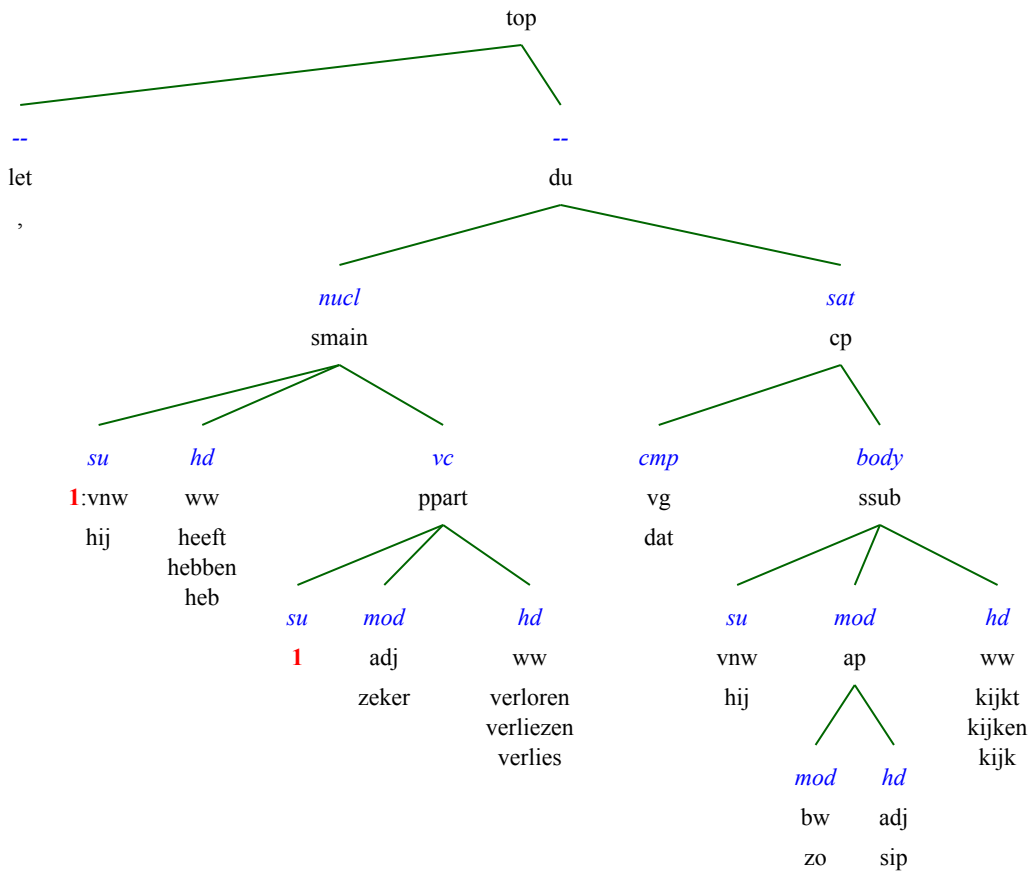 top
-- --
let du
,
nucl sat
smain cp
su hd vc cmp body
1:vnw ww ppart vg ssub
hij heeft dat
hebben
heb
su mod hd su mod hd
1 adj ww vnw ap ww
zeker verloren hij kijkt
verliezen kijken
verlies kijk
mod hd
bw adj
zo sip